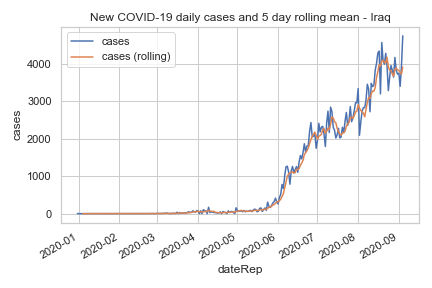 New COVID-19 daily cases and 5 day rolling mean - Iraq
cases
cases (rolling)
cases
4000
3000
2000
1000
0
2020-01
2020-02
2020-03
2020-04
2020-05
2020-06
2020-07
2020-08
2020-09
dateRep